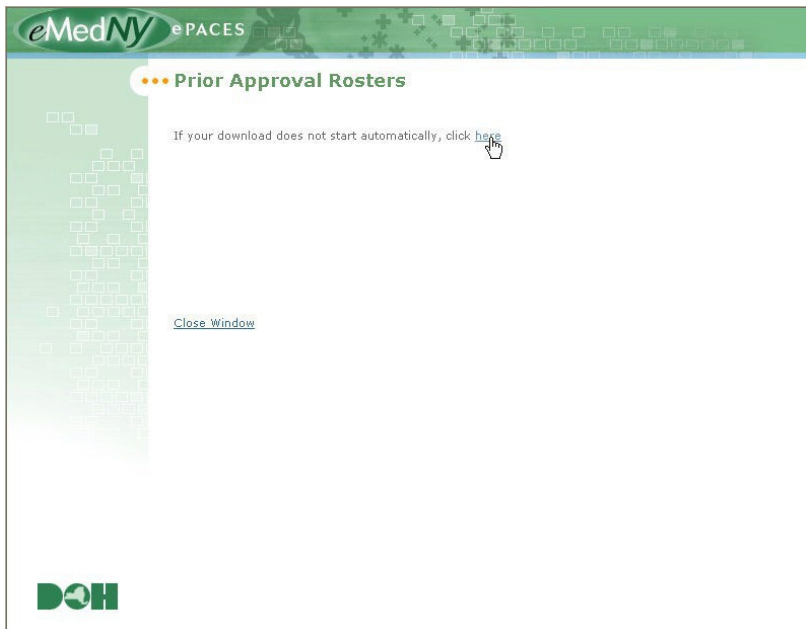 eMedNY ePACES
Prior Approval Rosters
If your download does not start automatically, click here
Close Window
DOH